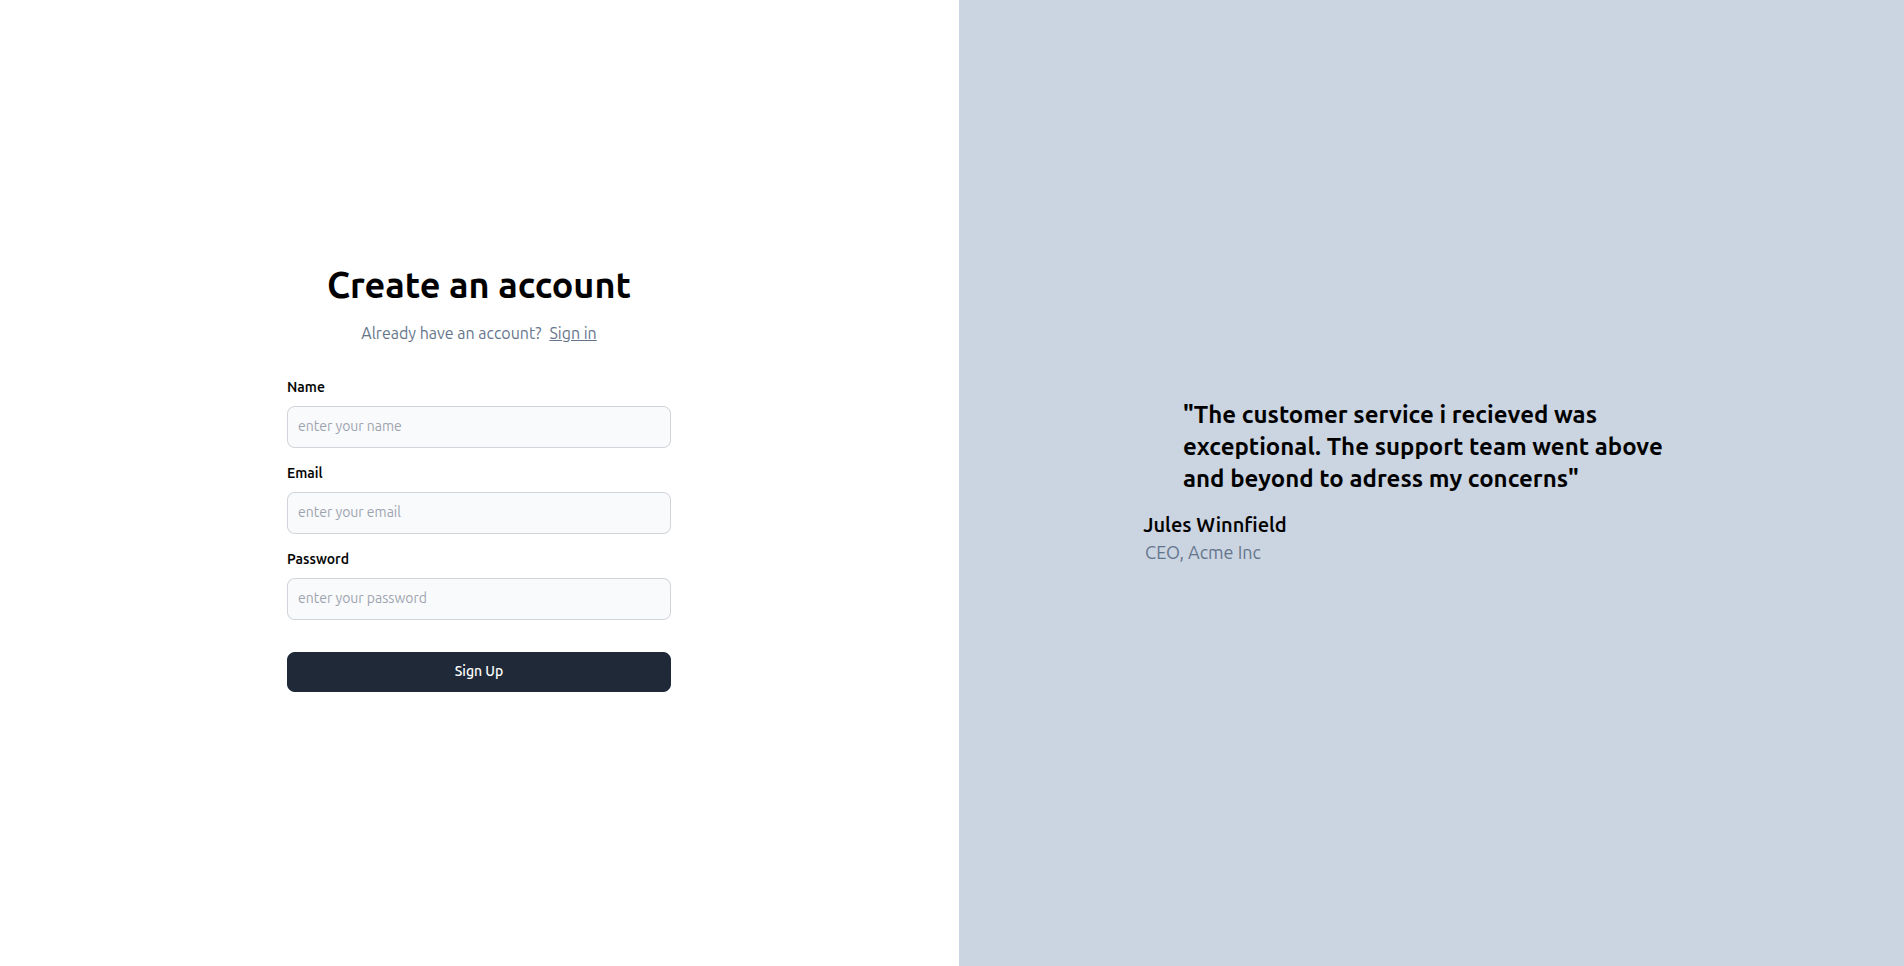 Create an account
Already have an account? Sign in
Name
enter your name
Email
enter your email
Password
enter your password
Sign Up
"The customer service i recieved was
exceptional. The support team went above
and beyond to adress my concerns"
Jules Winnfield
CEO, Acme Inc